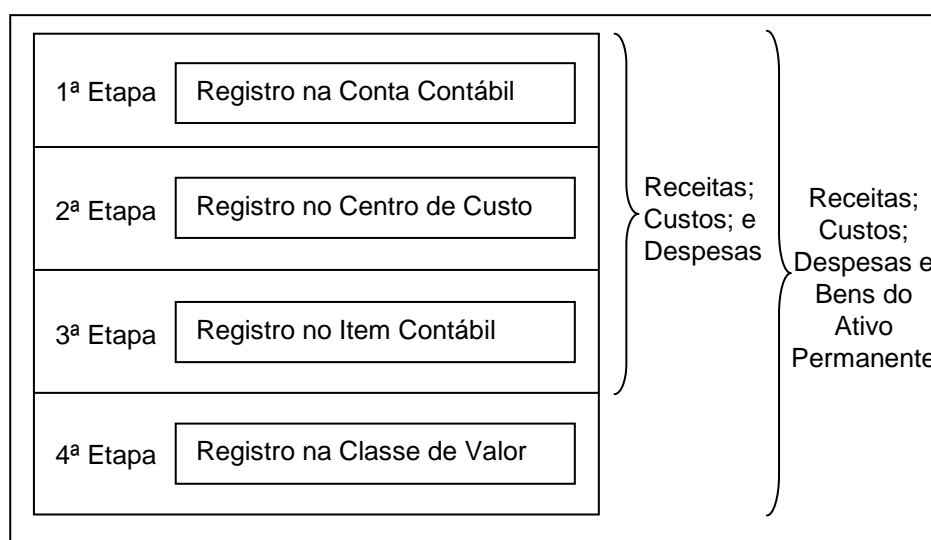 1ª Etapa
Registro na Conta Contábil
2ª Etapa
Registro no Centro de Custo
3ª Etapa
Registro no Item Contábil
4ª Etapa
Registro na Classe de Valor
Receitas;
Custos; e
Despesas
Receitas;
Custos;
Despesas e
Bens do
Ativo
Permanente